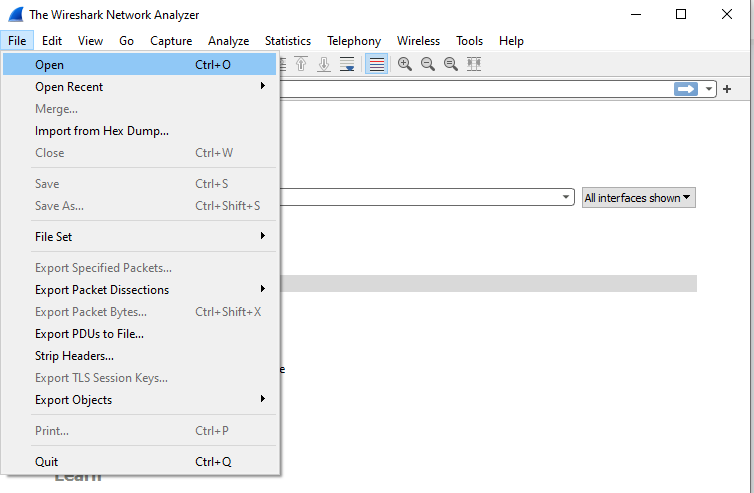 The Wireshark Network Analyzer
File Edit View Go Capture Analyze Statistics Telephony Wireless Tools Help
Open Ctrl+O
Open Recent
Merge...
Import from Hex Dump...
Close Ctrl+W
Save Ctrl+S
Save As... Ctrl+Shift+S
All interfaces shown
File Set
Export Specified Packets...
Export Packet Dissections
Export Packet Bytes... Ctrl+Shift+X
Export PDUs to File...
Strip Headers...
Export TLS Session Keys...
Export Objects
Print... Ctrl+P
Quit Ctrl+Q
Learn